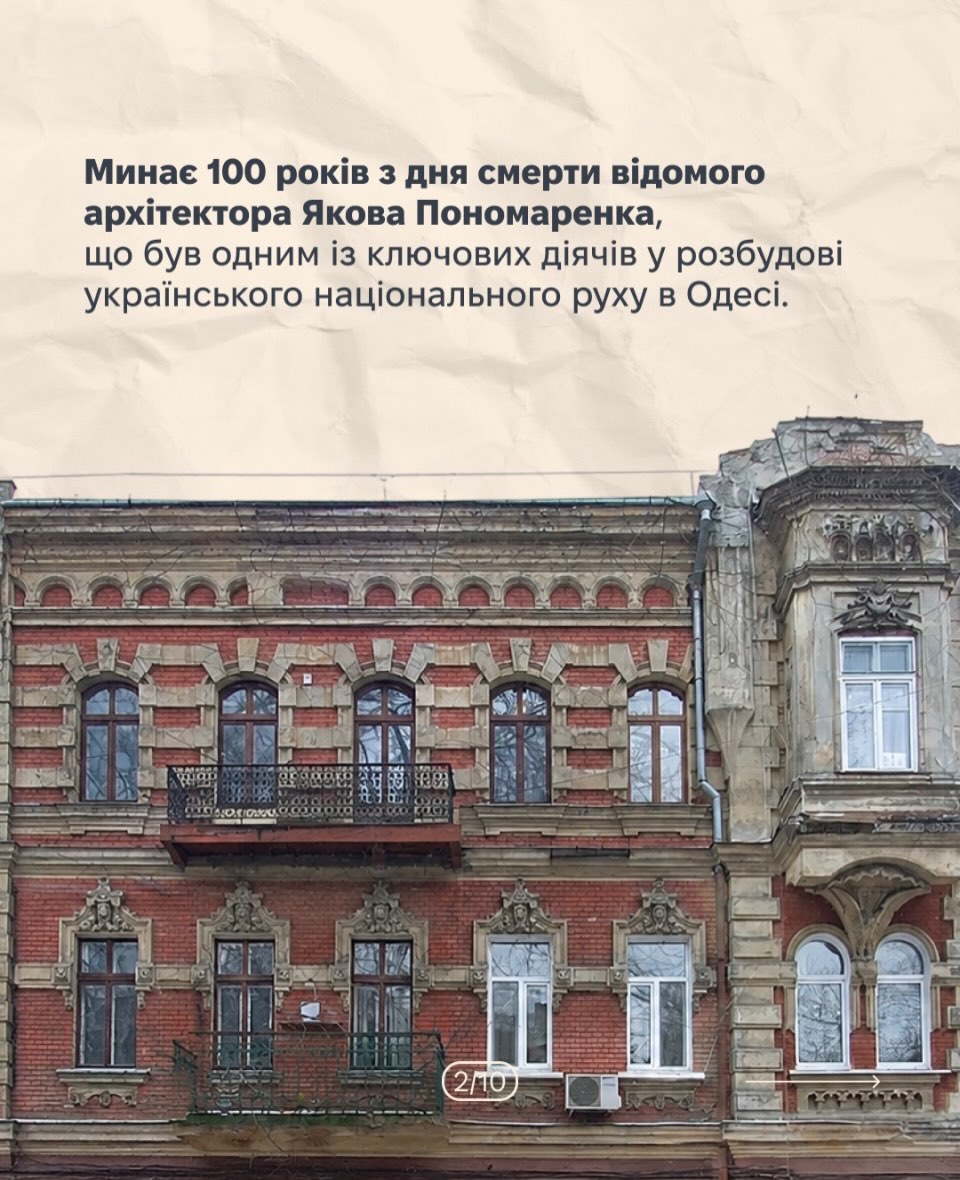 Минає 100 років з дня смерти відомого
архітектора Якова Пономаренка,
що був одним із ключових діячів у розбудові
українського національного руху в Одесі.
2/10